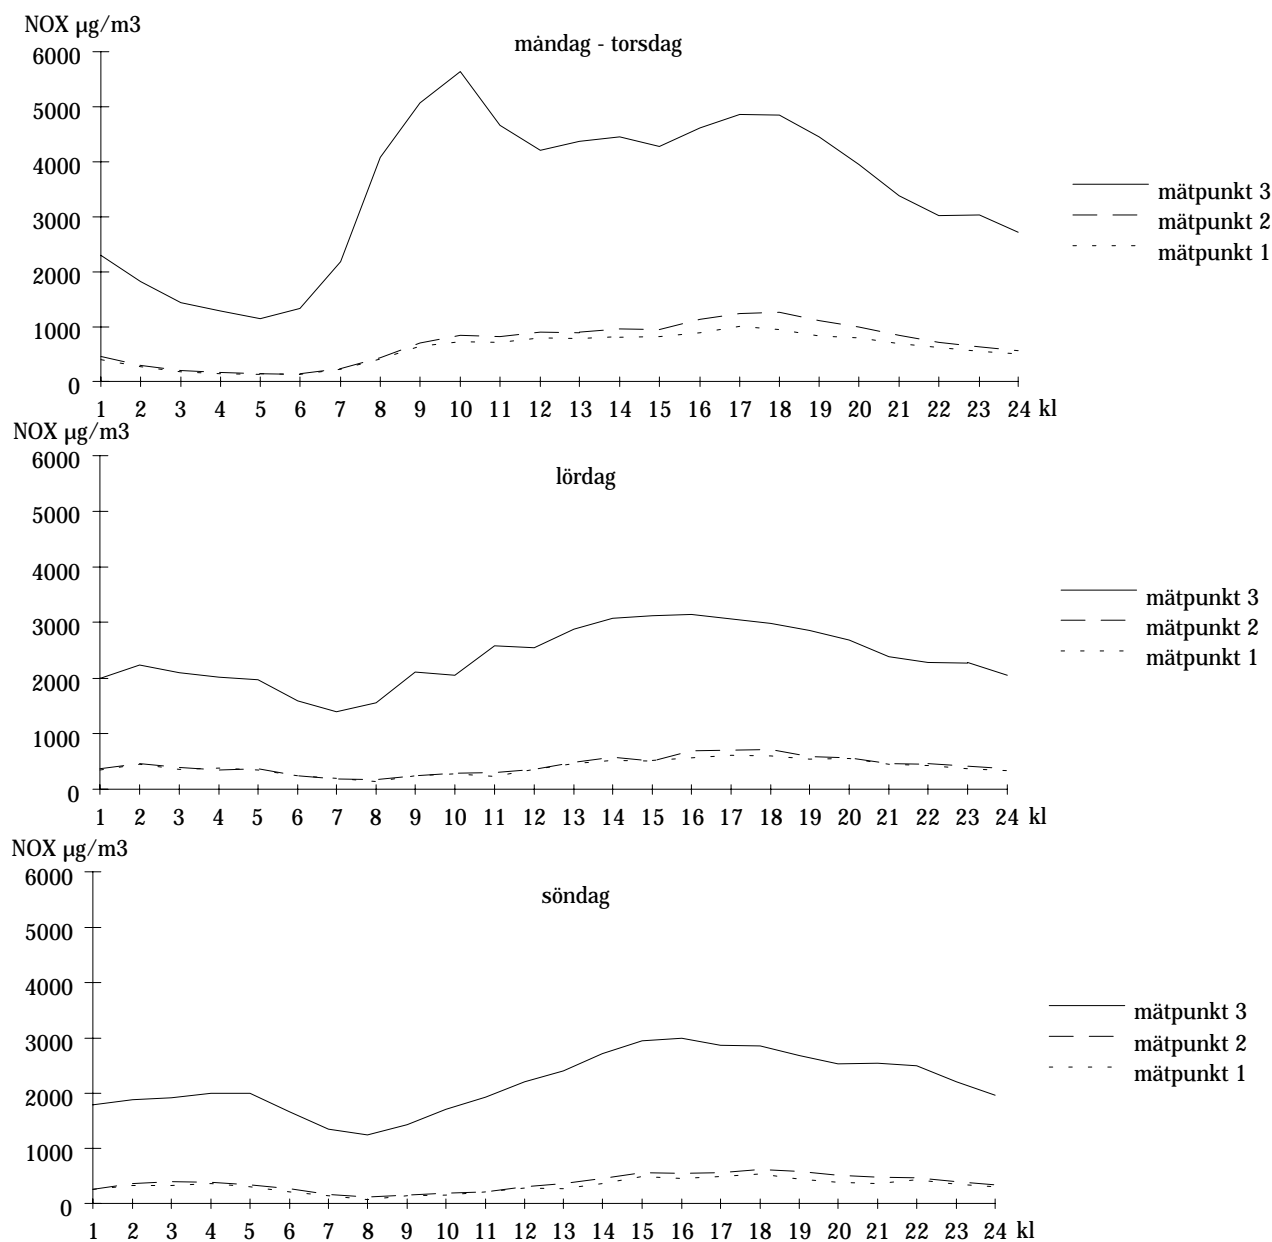 NOX µg/m3
måndag - torsdag
6000
5000
4000
3000
2000
1000
0
1 2 3 4 5 6 7 8 9 10 11 12 13 14 15 16 17 18 19 20 21 22 23 24 kl
mätpunkt 3
mätpunkt 2
mätpunkt 1
NOX µg/m3
lördag
6000
5000
4000
3000
2000
1000
0
1 2 3 4 5 6 7 8 9 10 11 12 13 14 15 16 17 18 19 20 21 22 23 24 kl
mätpunkt 3
mätpunkt 2
mätpunkt 1
NOX µg/m3
söndag
6000
5000
4000
3000
2000
1000
0
1 2 3 4 5 6 7 8 9 10 11 12 13 14 15 16 17 18 19 20 21 22 23 24 kl
mätpunkt 3
mätpunkt 2
mätpunkt 1